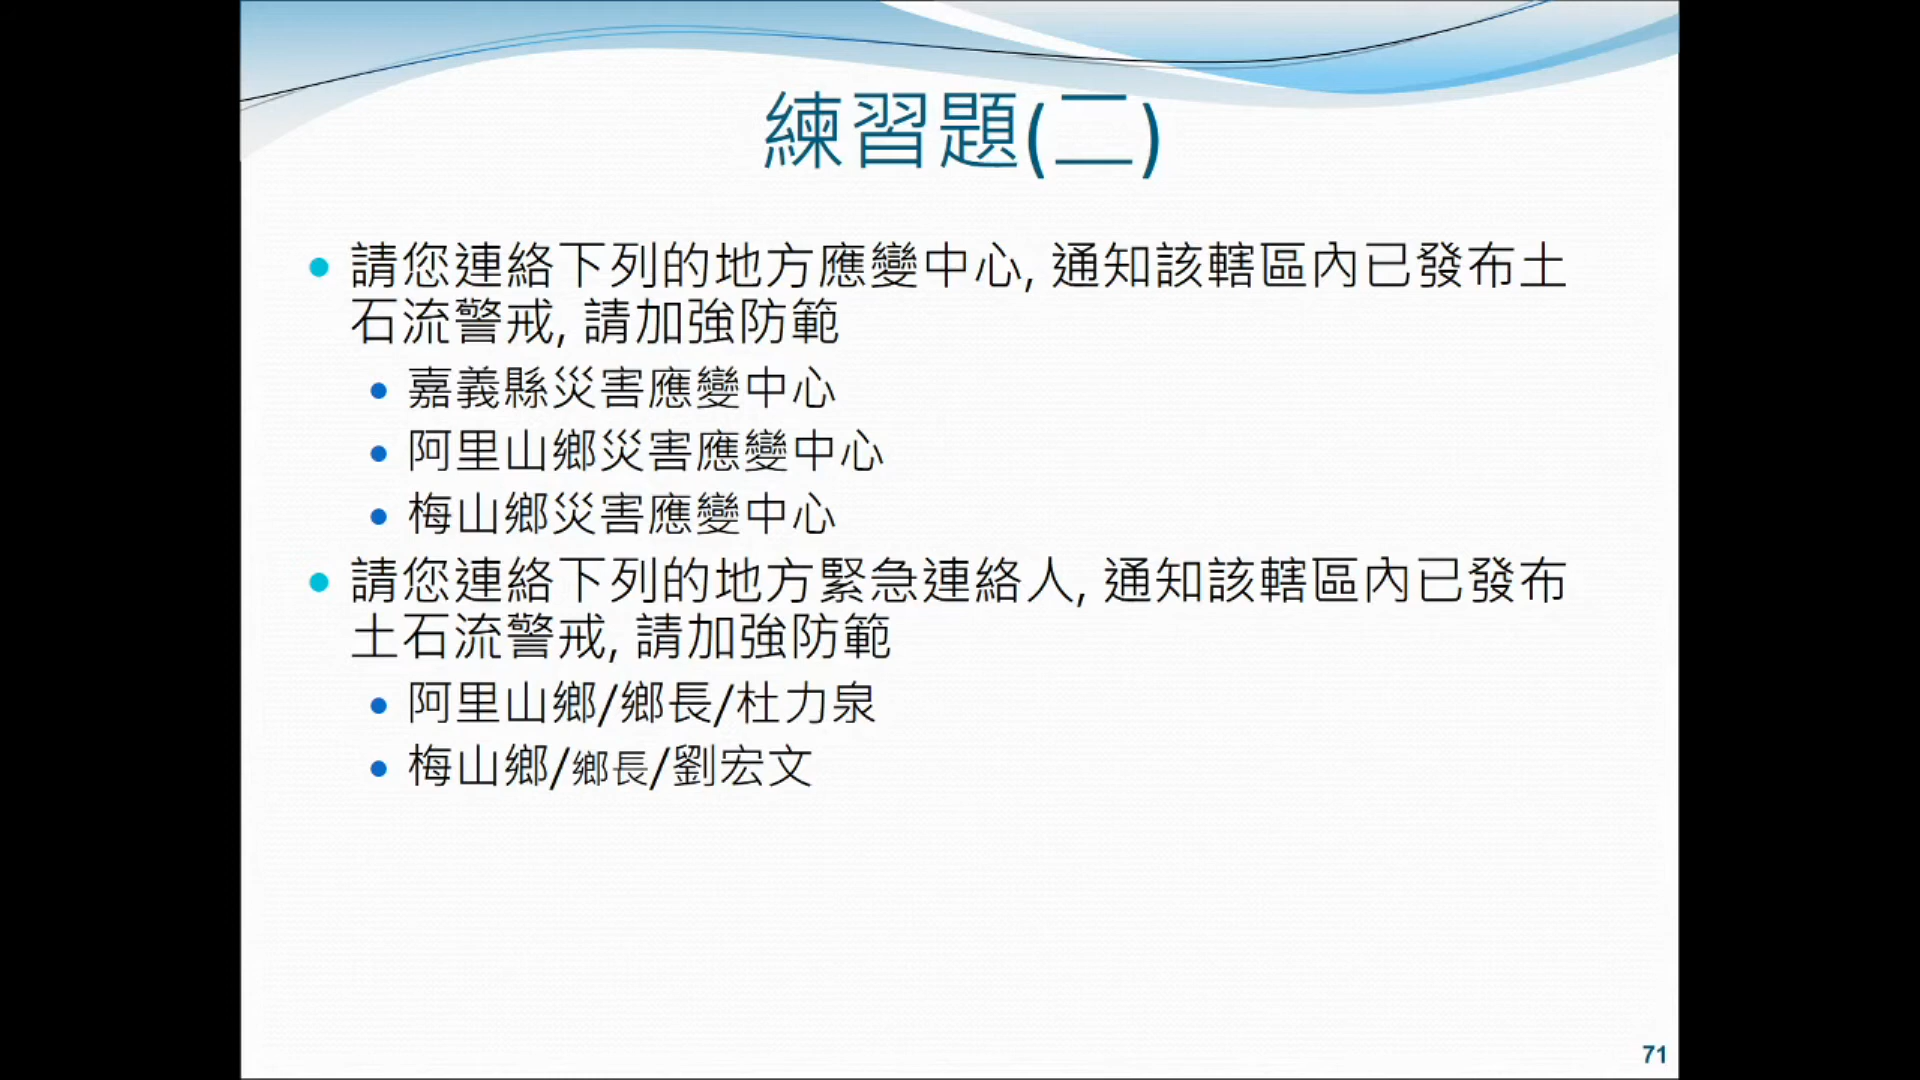 練習題(二)
請您連絡下列的地方應變中心, 通知該轄區內已發布土
石流警戒, 請加強防範
嘉義縣災害應變中心
阿里山鄉災害應變中心
梅山鄉災害應變中心
請您連絡下列的地方緊急連絡人, 通知該轄區內已發布
土石流警戒, 請加強防範
阿里山鄉/鄉長/杜力泉
梅山鄉/鄉長/劉宏文
71